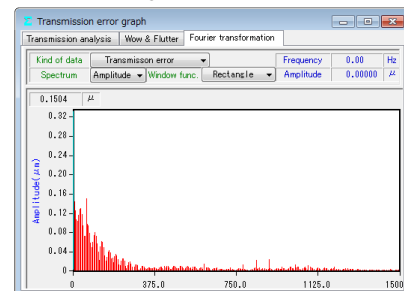 Transmission error graph
Transmission analysis Wow & Flutter Fourier transformation
Kind of data Transmisson error Frequency 0.00 Hz
Spectrum Amplitude Window func. Rectangle Amplitude 0.00000 μ
0.1504 μ
0.32
0.28
0.24
0.20
0.16
0.12
0.08
0.04
0
Amplitude(μm)
0 375.0 750.0 1125.0 1500